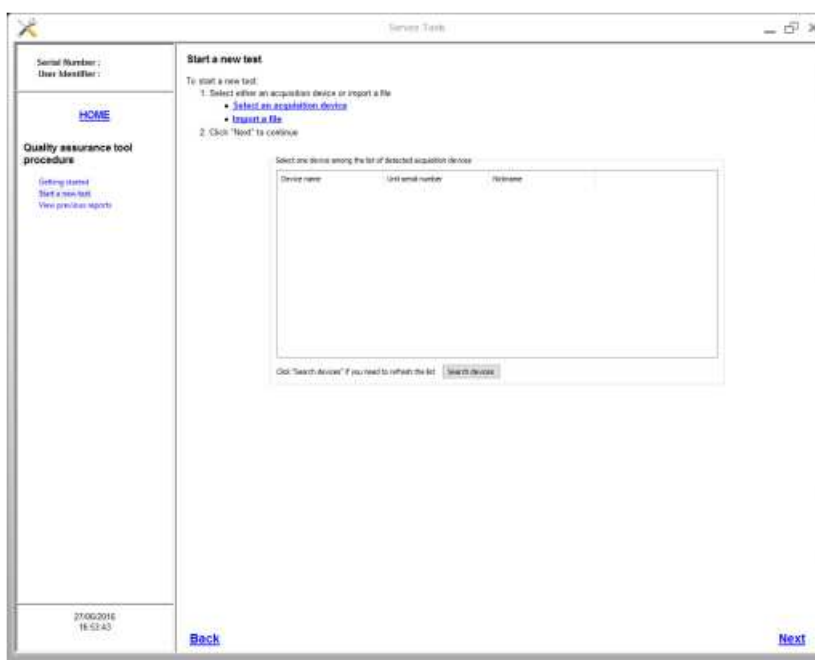 Service Tools
Serial Number :
User Identifier :
HOME
Quality assurance tool
procedure
Getting started
Start a new test
View previous reports
27/06/2016
16:53:43
Start a new test
To start a new test:
1. Select either an acquisition device or import a file
• Select an acquisition device
• Import a file
2. Click "Next" to continue
Select one device among the list of detected acquisition devices
Device name Unit serial number Nickname
Click "Search devices" if you need to refresh the list Search devices
Back Next